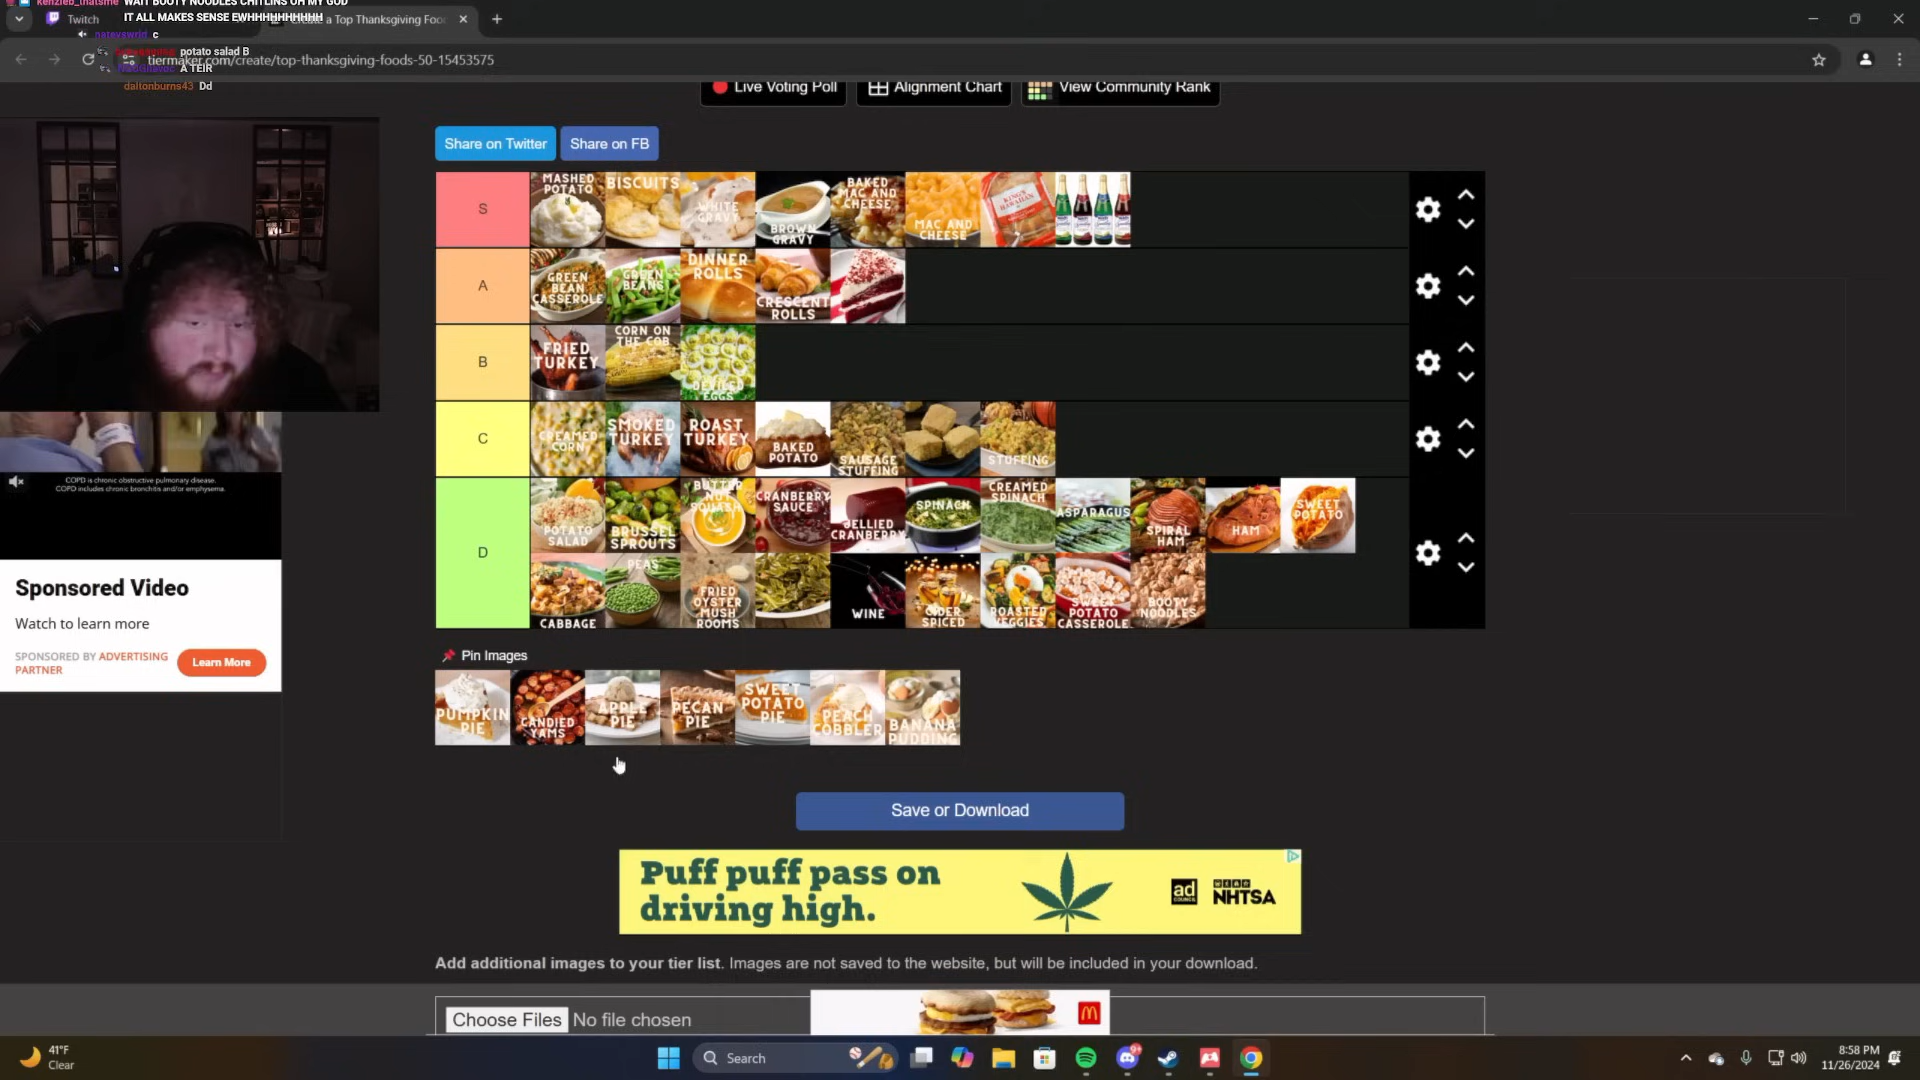 kenzieb_thatsme WAIT BOOTY NOODLES CHITLINS OH MY GOD
IT ALL MAKES SENSE EWHHHHHHHHHH
Twitch
Create a Top Thanksgiving Foo
c
potato salad B
A TEIR
daltonburns43 Dd
tiermaker.com/create/top-thanksgiving-foods-50-15453575
Live Voting Poll
Alignment Chart
View Community Rank
Share on Twitter
Share on FB
S
MASHED POTATO
BISCUITS
WHITE GRAVY
BROWN GRAVY
BAKED MAC AND CHEESE
MAC AND CHEESE
KING'S HAWAIIAN
A
GREEN BEAN CASSEROLE
GREEN BEANS
DINNER ROLLS
CRESCENT ROLLS
B
FRIED TURKEY
CORN ON THE COB
DEVILED EGGS
C
CREAMED CORN
SMOKED TURKEY
ROAST TURKEY
BAKED POTATO
SAUSAGE STUFFING
STUFFING
D
POTATO SALAD
BRUSSEL SPROUTS
BUTTER NUT SQUASH
CRANBERRY SAUCE
JELLIED CRANBERRY
SPINACH
CREAMED SPINACH
ASPARAGUS
SPIRAL HAM
HAM
SWEET POTATO
CABBAGE
PEAS
FRIED OYSTER MUSHROOMS
WINE
CIDER SPICED
ROASTED VEGGIES
SWEET POTATO CASSEROLE
BOOTY NOODLES
COPD is chronic obstructive pulmonary disease.
COPD includes chronic bronchitis and/or emphysema.
Sponsored Video
Watch to learn more
SPONSORED BY ADVERTISING PARTNER
Learn More
Pin Images
PUMPKIN PIE
CANDIED YAMS
APPLE PIE
PECAN PIE
SWEET POTATO PIE
PEACH COBBLER
BANANA PUDDING
Save or Download
Puff puff pass on
driving high.
ad COUNCIL
NHTSA
Add additional images to your tier list. Images are not saved to the website, but will be included in your download.
Choose Files No file chosen
41°F
Clear
Search
8:58 PM
11/26/2024